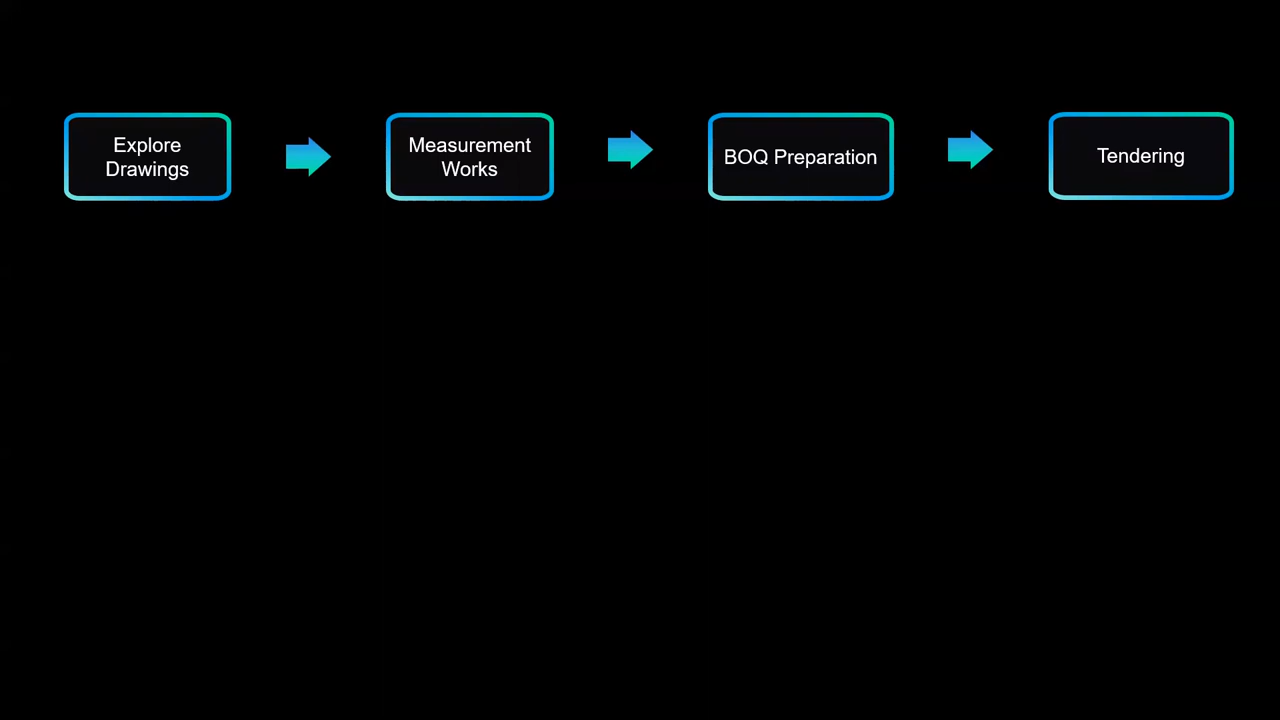 Explore
Drawings
Measurement
Works
BOQ Preparation
Tendering